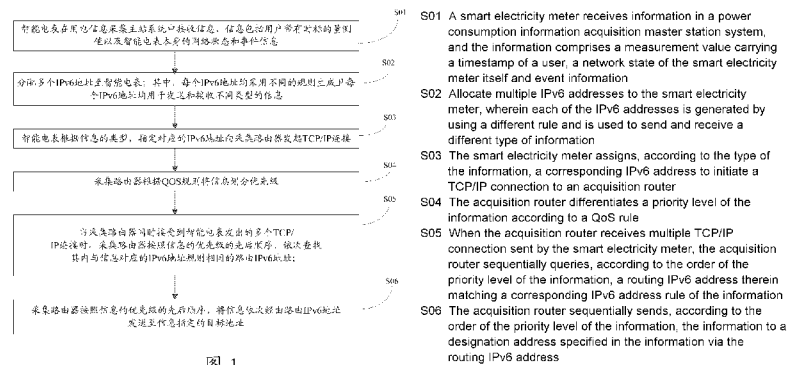 S01
智能电表在用电信息采集主站系统中接收信息，信息包括用户带有时标的量测
值以及智能电表本身的网络状态和事件信息
S02
分配多个IPv6地址至智能电表；其中，每个IPv6地址均采用不同的规则生成且每
个IPv6地址均用于发送和接收不同类型的信息
S03
智能电表根据信息的类型，指定对应的IPv6地址向采集路由器发起TCP/IP连接
S04
采集路由器根据QOS规则将信息划分优先级
S05
当采集路由器同时接受到智能电表发出的多个TCP/
IP连接时，采集路由器按照信息的优先级的先后顺序，依次查找
其内与信息对应的IPv6地址规则相同的路由IPv6地址；
S06
采集路由器按照信息的优先级的先后顺序，将信息依次经由路由IPv6地址
发送至信息指定的目标地址
图 1
S01 A smart electricity meter receives information in a power
consumption information acquisition master station system,
and the information comprises a measurement value carrying
a timestamp of a user, a network state of the smart electricity
meter itself and event information
S02 Allocate multiple IPv6 addresses to the smart electricity
meter, wherein each of the IPv6 addresses is generated by
using a different rule and is used to send and receive a
different type of information
S03 The smart electricity meter assigns, according to the type of
the information, a corresponding IPv6 address to initiate a
TCP/IP connection to an acquisition router
S04 The acquisition router differentiates a priority level of the
information according to a QoS rule
S05 When the acquisition router receives multiple TCP/IP
connection sent by the smart electricity meter, the acquisition
router sequentially queries, according to the order of the
priority level of the information, a routing IPv6 address therein
matching a corresponding IPv6 address rule of the information
S06 The acquisition router sequentially sends, according to the
order of the priority level of the information, the information to a
designation address specified in the information via the
routing IPv6 address